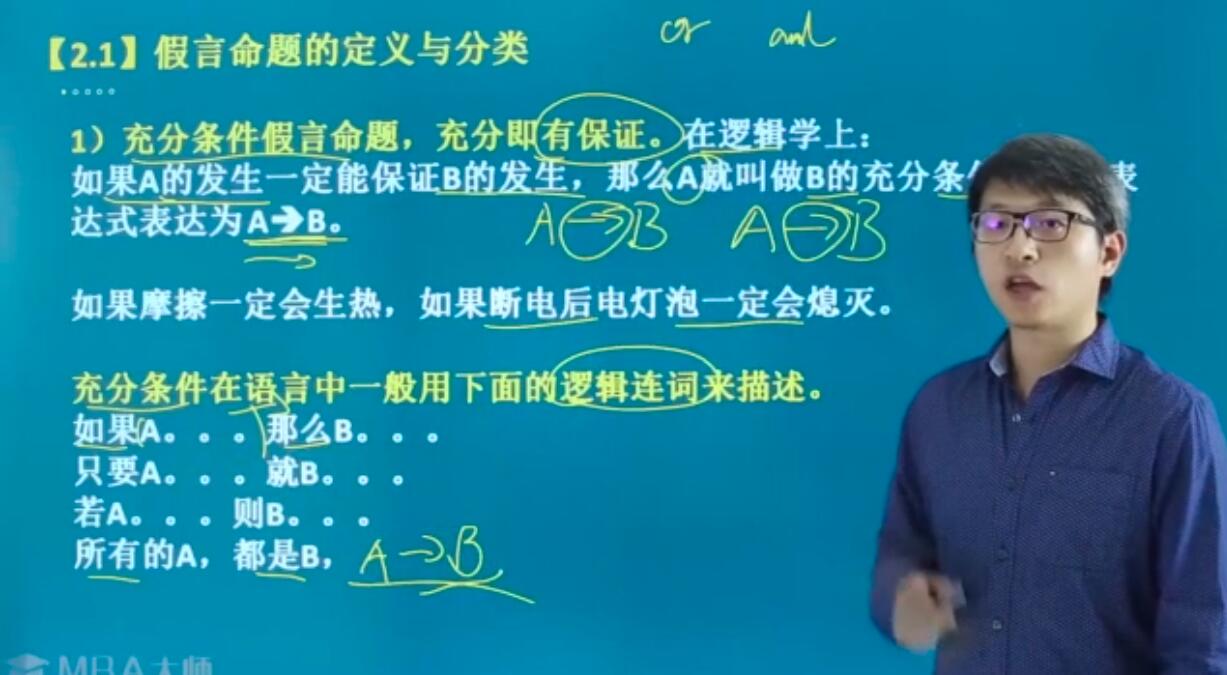 or and
【2.1】假言命题的定义与分类
1）充分条件假言命题，充分即有保证。在逻辑学上：
如果A的发生一定能保证B的发生，那么A就叫做B的充分条
达式表达为A→B。
A→B A→B
如果摩擦一定会生热，如果断电后电灯泡一定会熄灭。
充分条件在语言中一般用下面的逻辑连词来描述。
如果A。。。那么B。。。
只要A。。。就B。。。
若A。。。则B。。。
所有的A，都是B， A→B
MBA大师